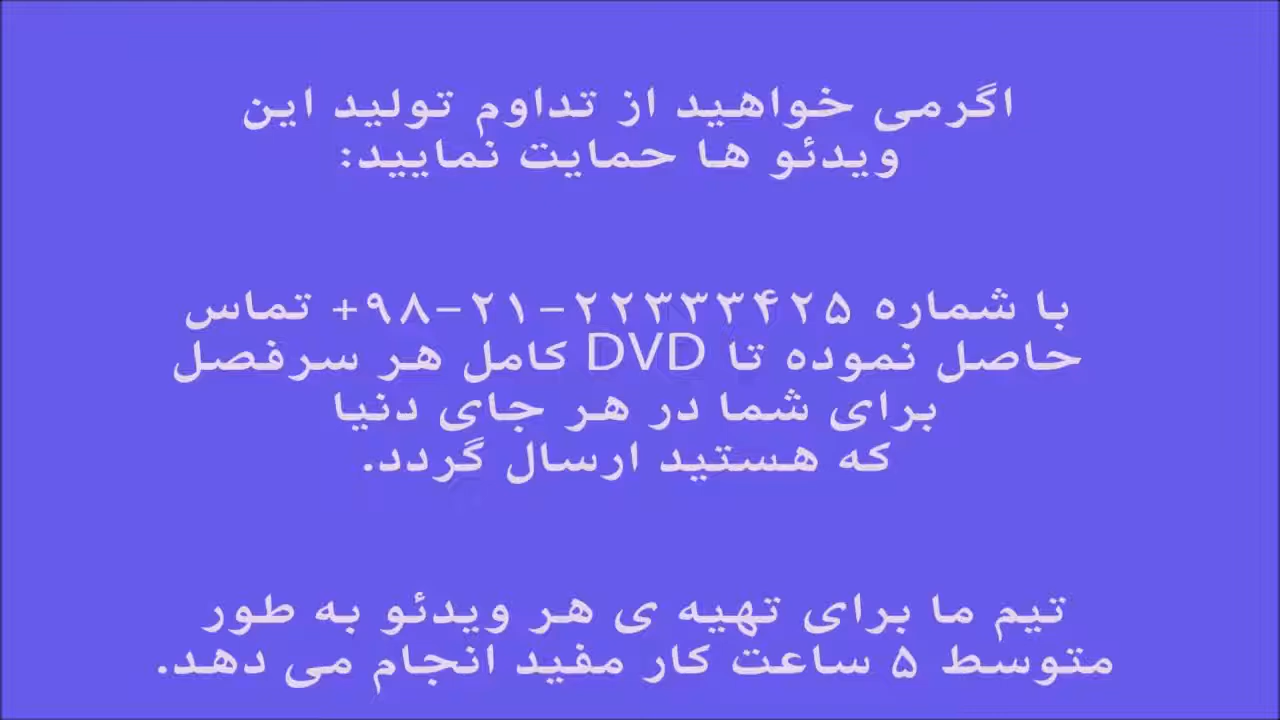 اگرمی خواهید از تداوم تولید این
ویدئو ها حمایت نمایید:
با شماره ۲۲۳۳۳۴۲۵-۲۱-۹۸+ تماس
حاصل نموده تا DVD کامل هر سرفصل
برای شما در هر جای دنیا
که هستید ارسال گردد.
تیم ما برای تهیه ی هر ویدئو به طور
متوسط ۵ ساعت کار مفید انجام می دهد.